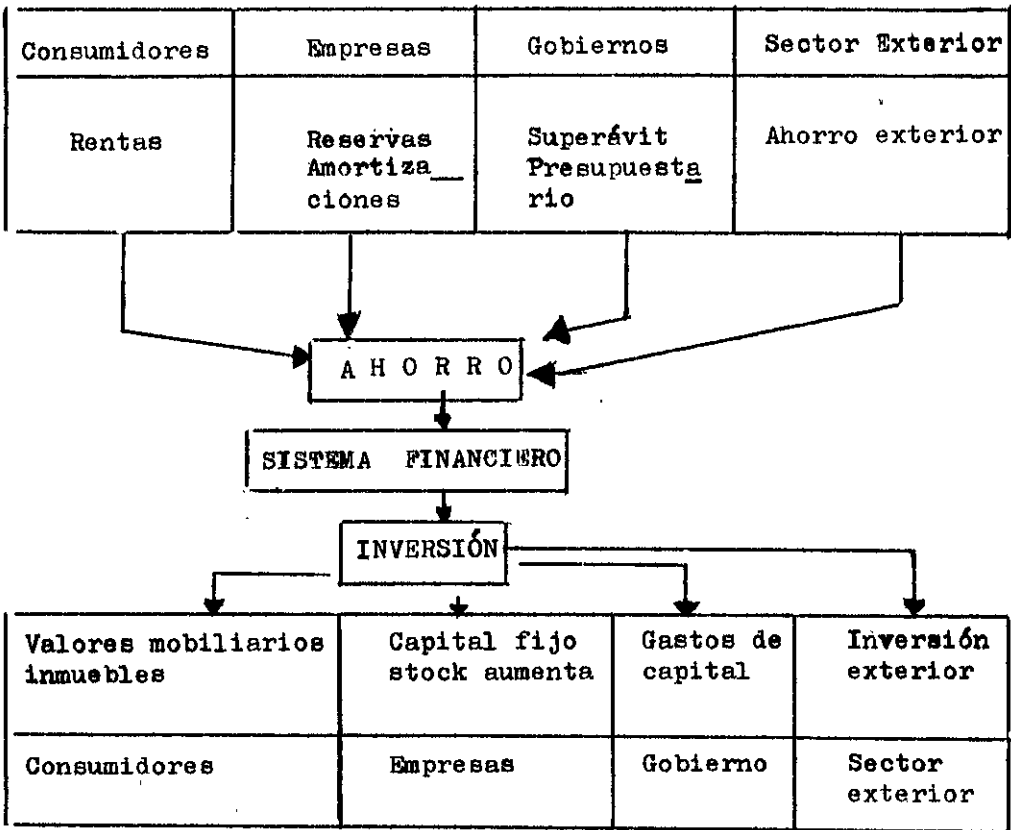 Consumidores
Empresas
Gobiernos
Sector Exterior
Rentas
Reservas
Amortiza_
ciones
Superávit
Presupuesta
rio
Ahorro exterior
A H O R R O
SISTEMA FINANCIERO
INVERSIÓN
Valores mobiliarios
inmuebles
Capital fijo
stock aumenta
Gastos de
capital
Inversión
exterior
Consumidores
Empresas
Gobierno
Sector
exterior